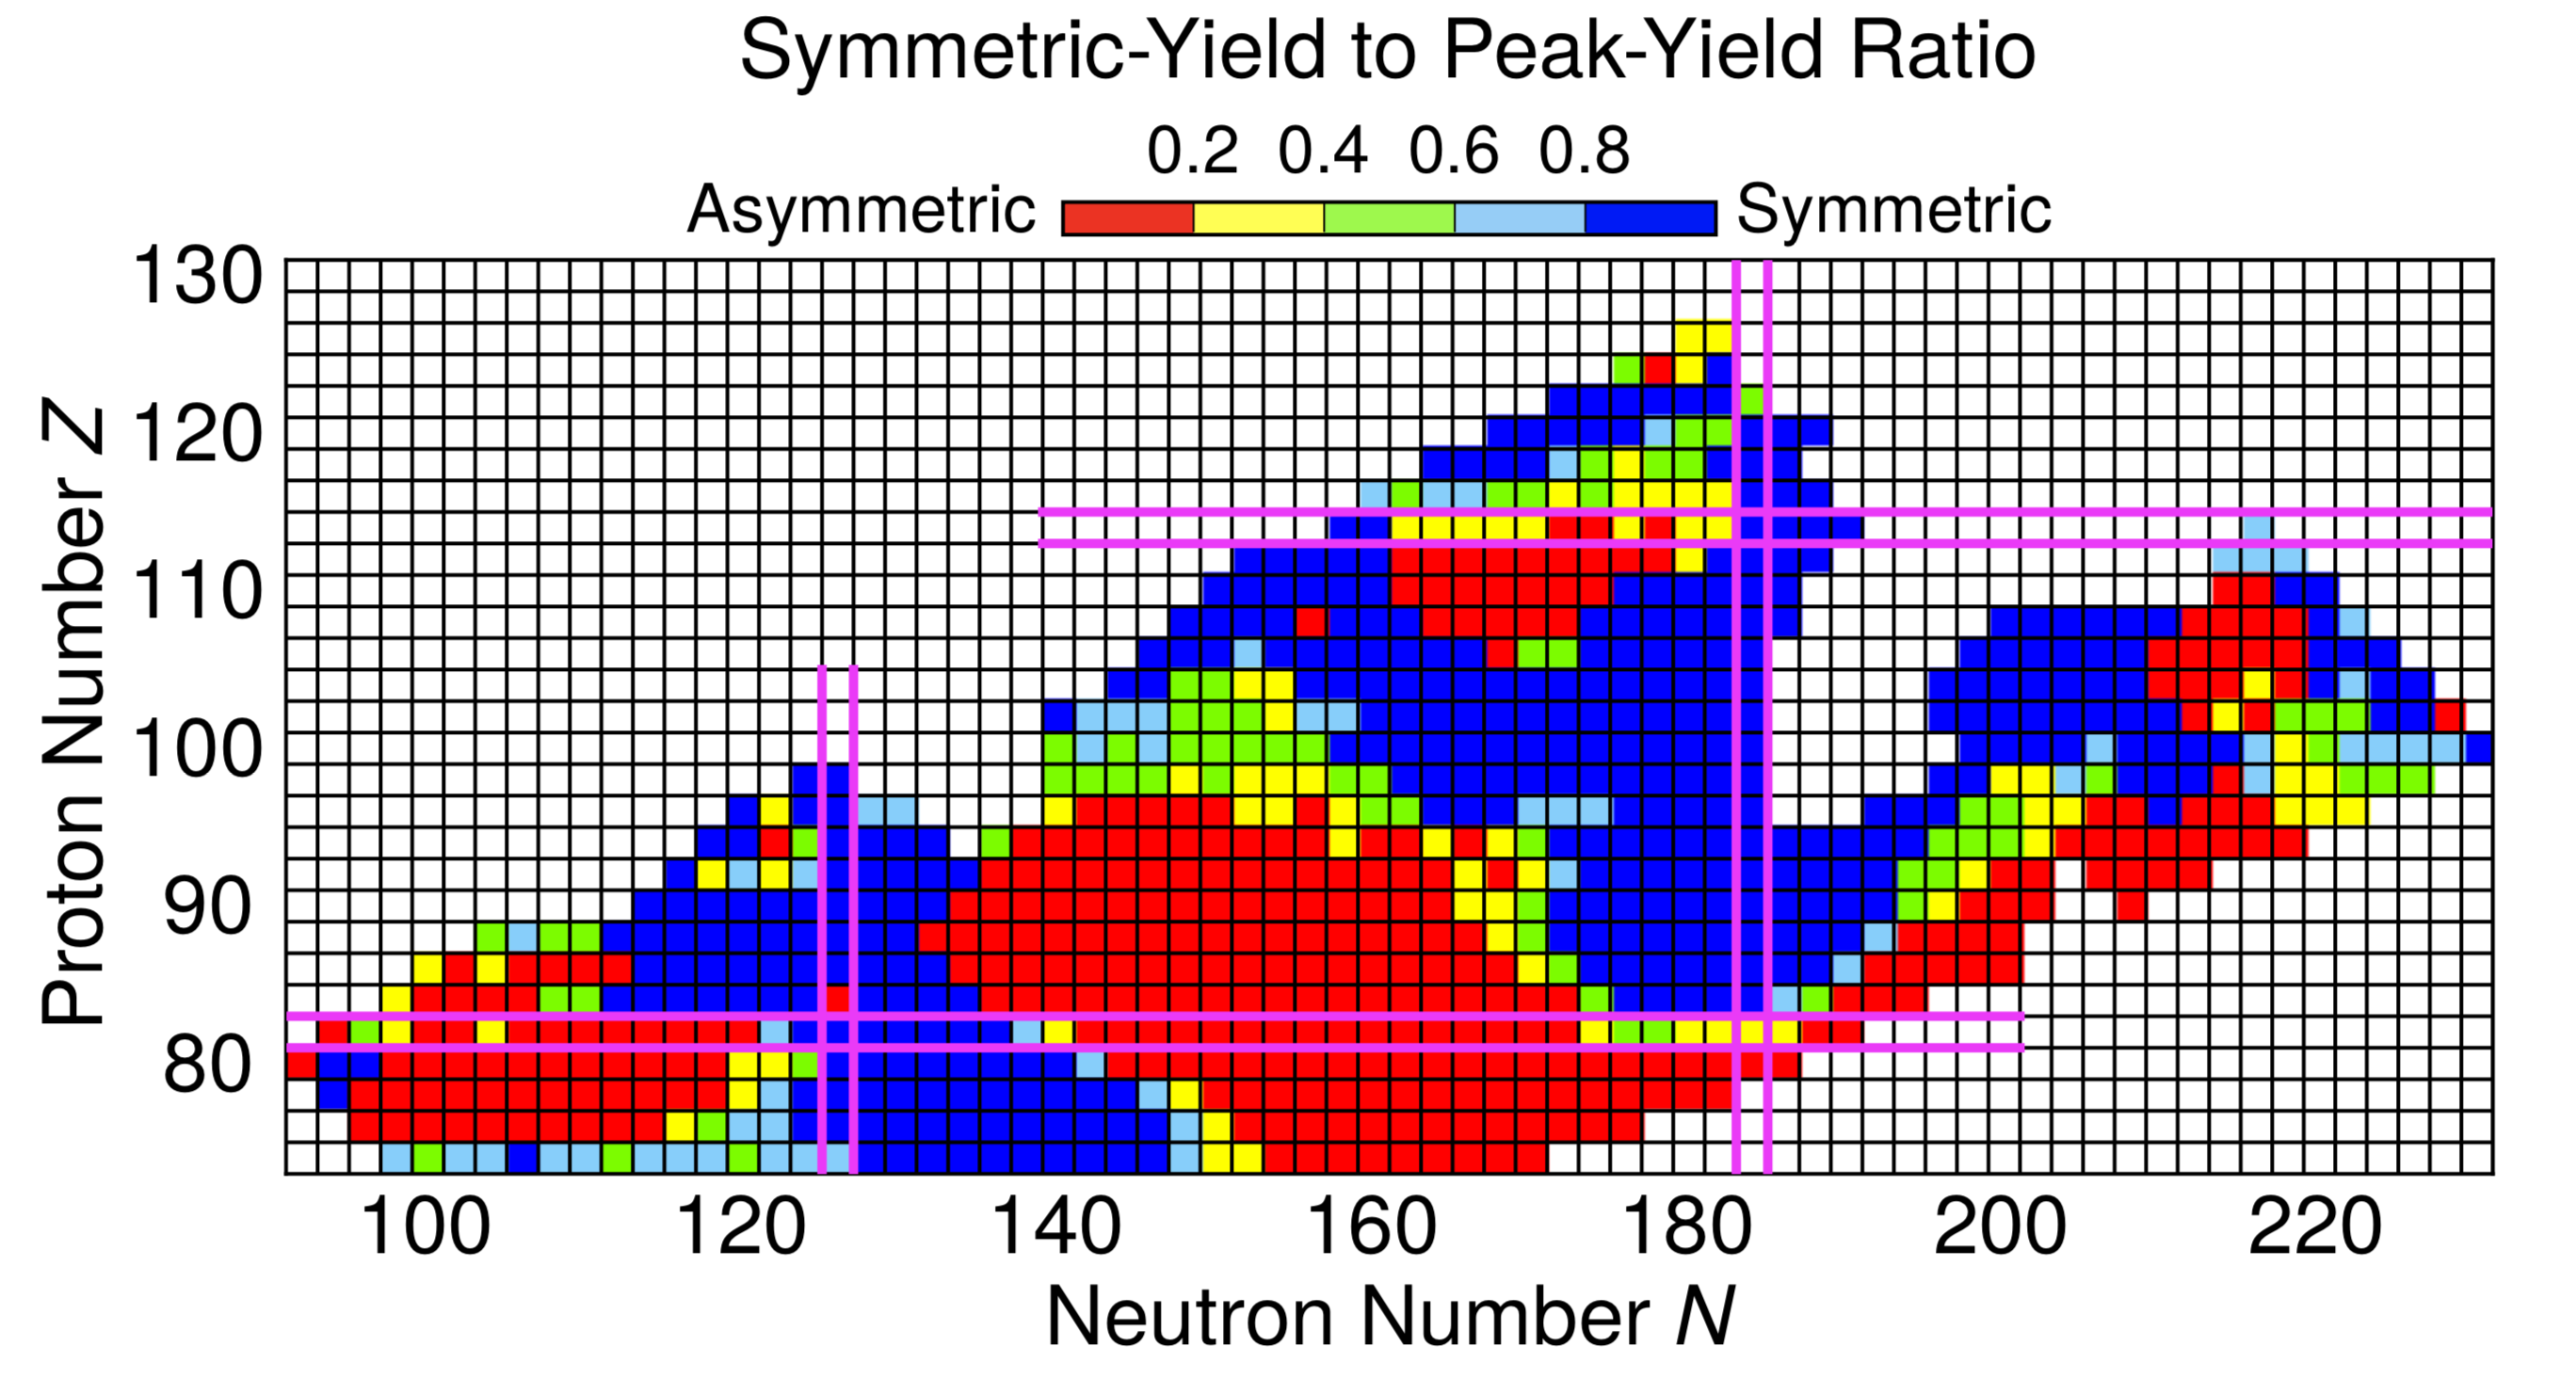 Symmetric-Yield to Peak-Yield Ratio
0.2 0.4 0.6 0.8
Asymmetric Symmetric
130
120
110
100
90
80
Proton Number Z
100 120 140 160 180 200 220
Neutron Number N